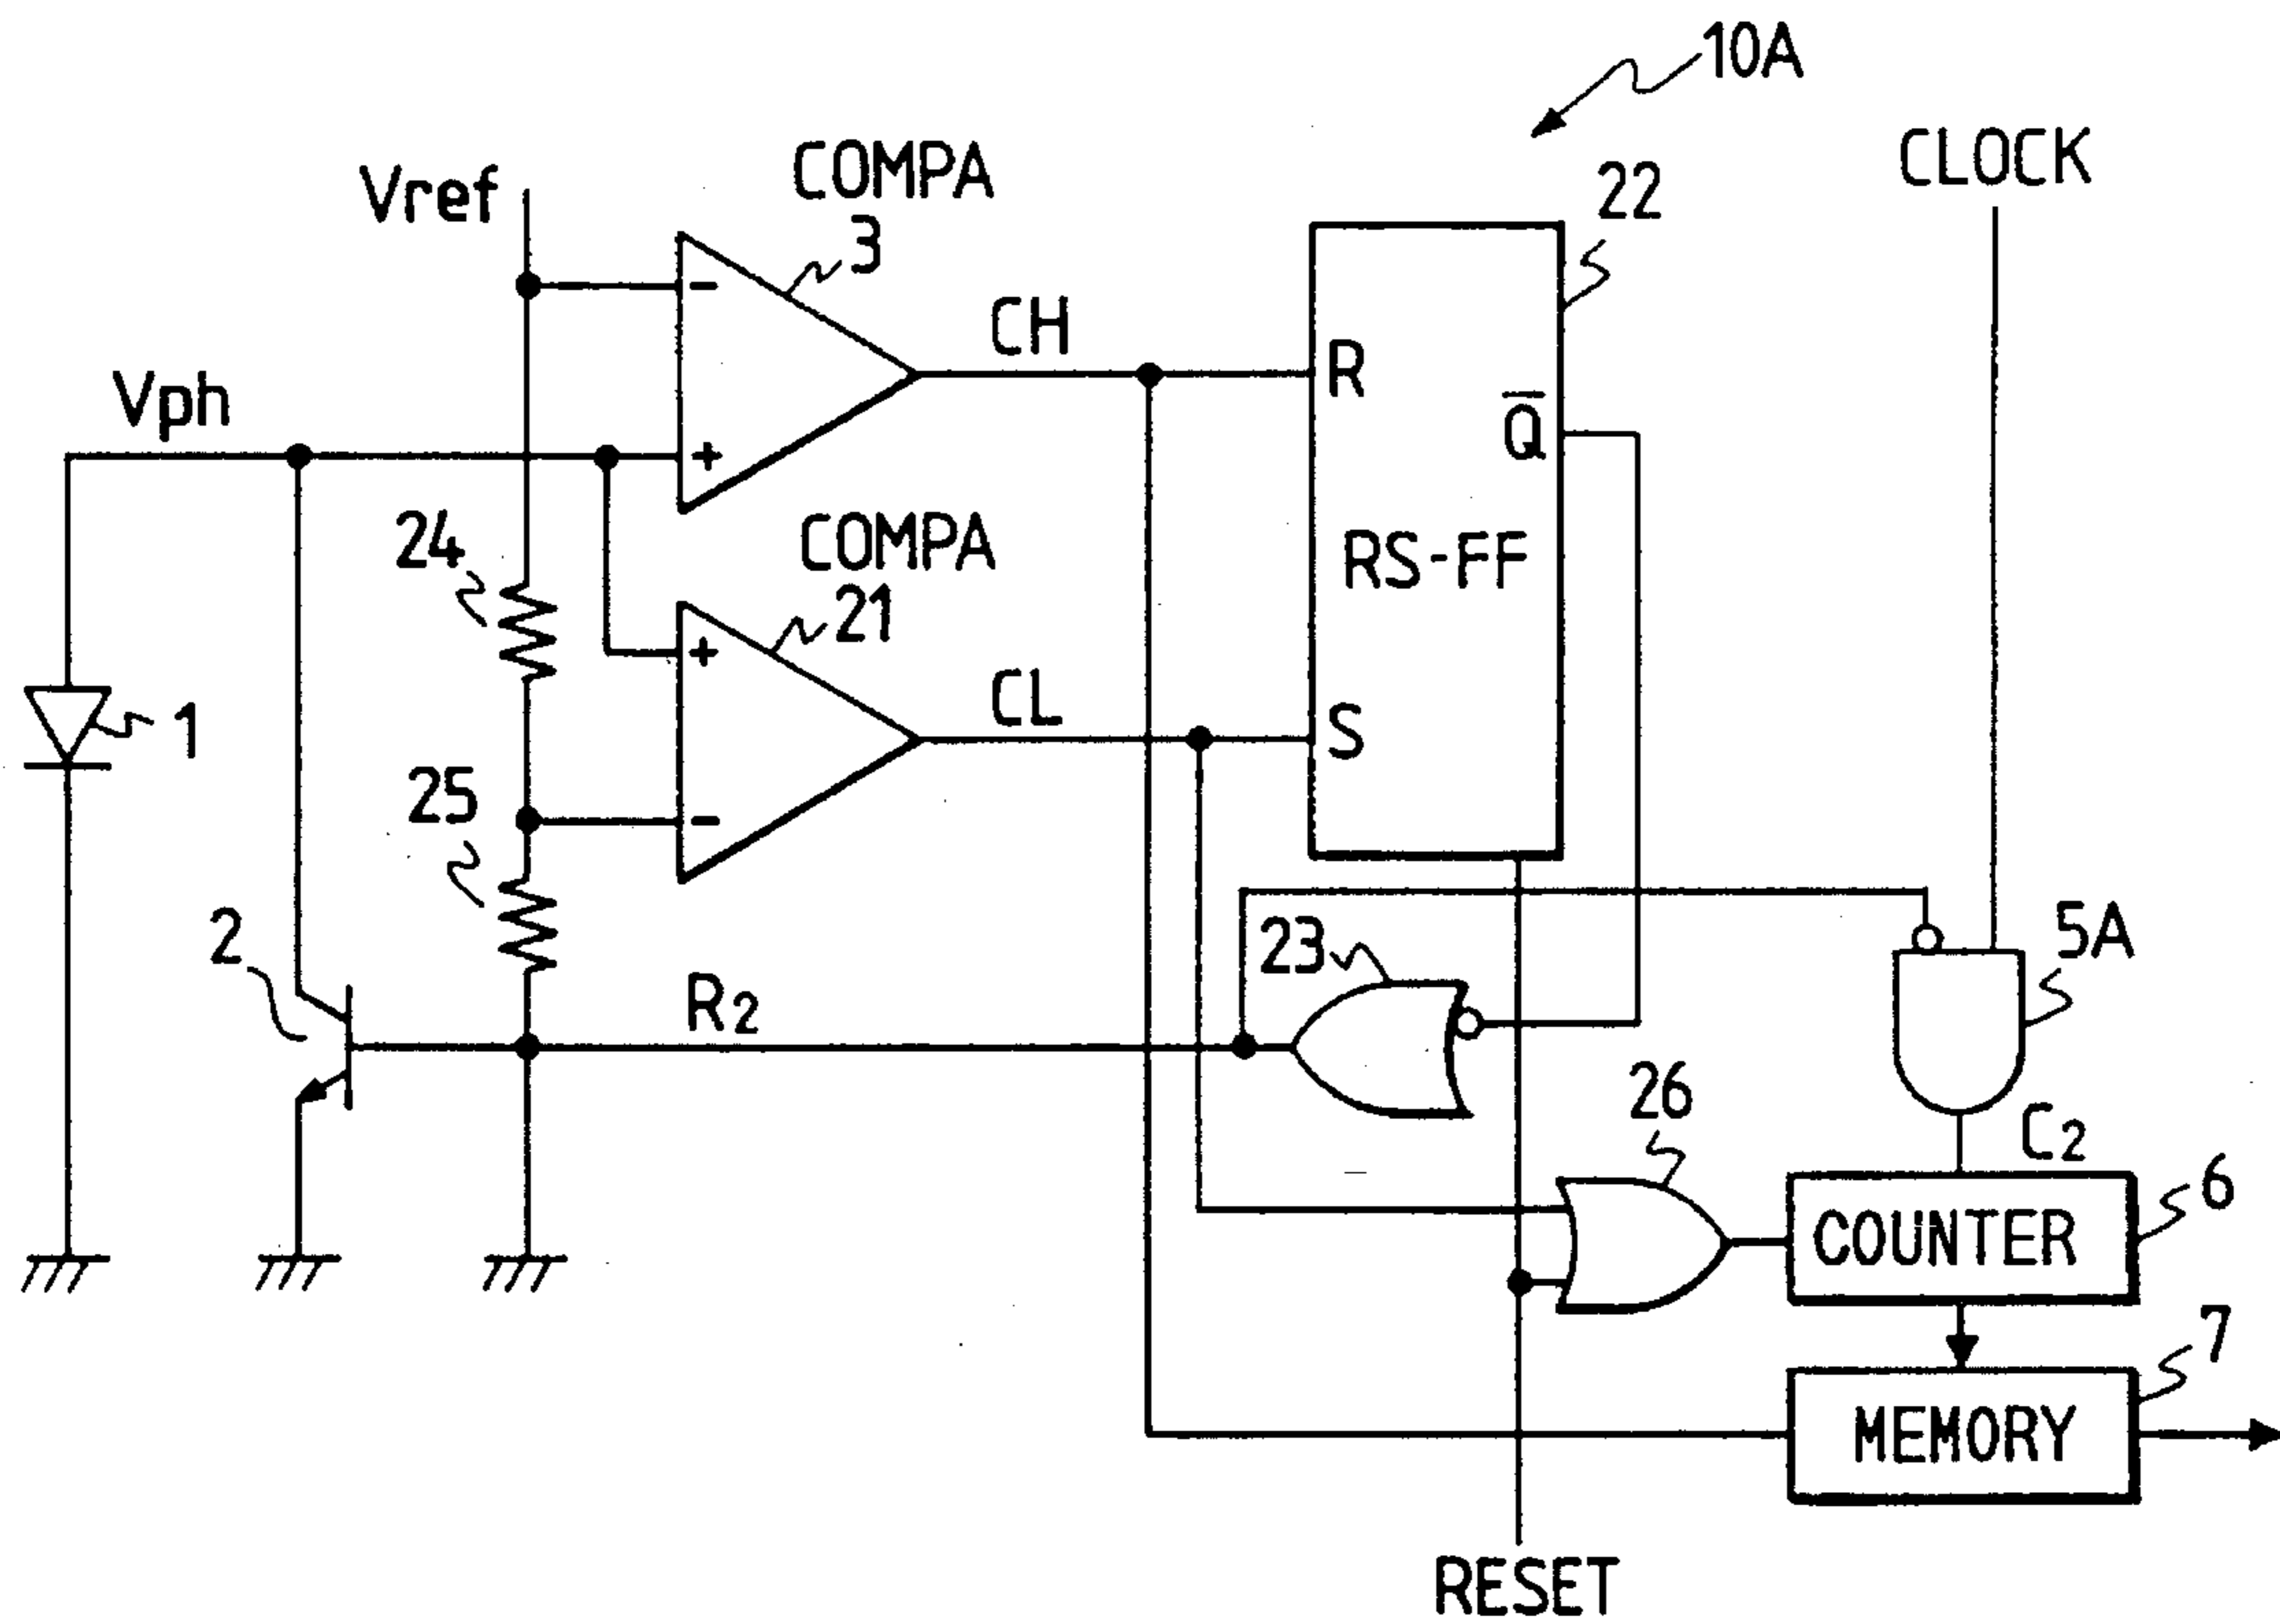 10A
CLOCK
COMPA
3
Vref
22
CH
R
Vph
Q̅
24
COMPA
21
RS-FF
CL
S
1
25
2
23
5A
R2
26
C2
6
COUNTER
7
MEMORY
RESET
-
+
+
-